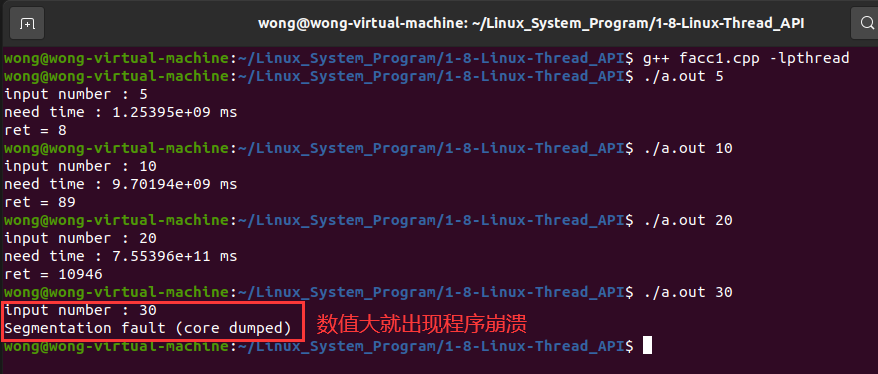 wong@wong-virtual-machine: ~/Linux_System_Program/1-8-Linux-Thread_API
wong@wong-virtual-machine:~/Linux_System_Program/1-8-Linux-Thread_API$ g++ facc1.cpp -lpthread
wong@wong-virtual-machine:~/Linux_System_Program/1-8-Linux-Thread_API$ ./a.out 5
input number : 5
need time : 1.25395e+09 ms
ret = 8
wong@wong-virtual-machine:~/Linux_System_Program/1-8-Linux-Thread_API$ ./a.out 10
input number : 10
need time : 9.70194e+09 ms
ret = 89
wong@wong-virtual-machine:~/Linux_System_Program/1-8-Linux-Thread_API$ ./a.out 20
input number : 20
need time : 7.55396e+11 ms
ret = 10946
wong@wong-virtual-machine:~/Linux_System_Program/1-8-Linux-Thread_API$ ./a.out 30
input number : 30
Segmentation fault (core dumped) 数值大就出现程序崩溃
wong@wong-virtual-machine:~/Linux_System_Program/1-8-Linux-Thread_API$